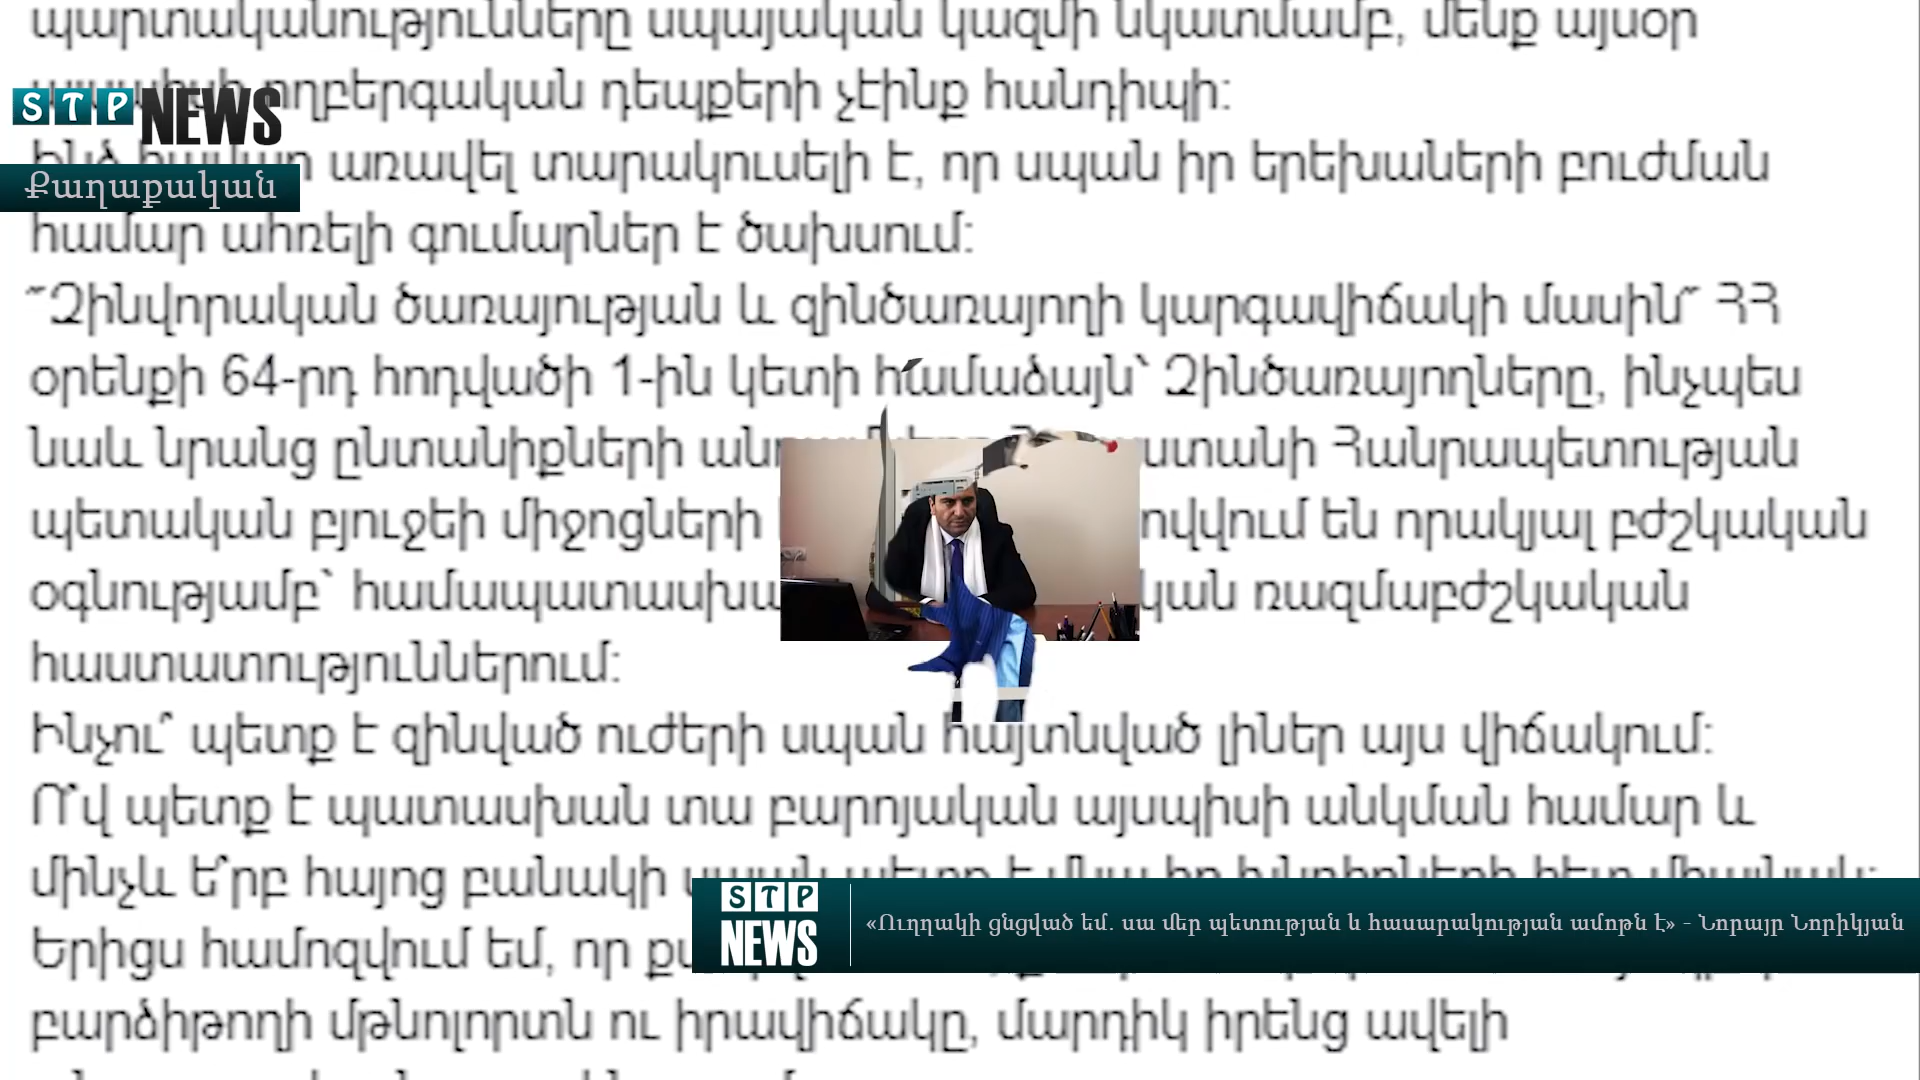 պարտականությունները սպայական կազմի նկատմամբ, մենք այսօր
ողբերգական դեպքերի չէինք հանդիպի:
STP NEWS
առավել տարակուսելի է, որ սպան իր երեխաների բուժման
Քաղաքական
համար ահռելի գումարներ է ծախսում:
˝Զինվորական ծառայության և զինծառայողի կարգավիճակի մասին˝ ՀՀ
օրենքի 64-րդ հոդվածի 1-ին կետի համաձայն՝ Զինծառայողները, ինչպես
նաև նրանց ընտանիքների Հանրապետության
պետական բյուջեի միջոցների են որակյալ բժշկական
օգնությամբ՝ ռազմաբժշկական
հաստատություններում:
Ինչու՞ պետք է զինված ուժերի սպան հայտնված լիներ այս վիճակում:
Ո՞վ պետք է պատասխան տա բարոյական այսպիսի անկման համար և
մինչև ե՞րբ հայոց բանակի
STP NEWS
«Ուղղակի ցնցված եմ. սա մեր պետության և հասարակության ամոթն է» - Նորայր Նորիկյան
Երիցս համոզվում եմ, որ
բարձիթողի մթնոլորտն ու իրավիճակը, մարդիկ իրենց ավելի